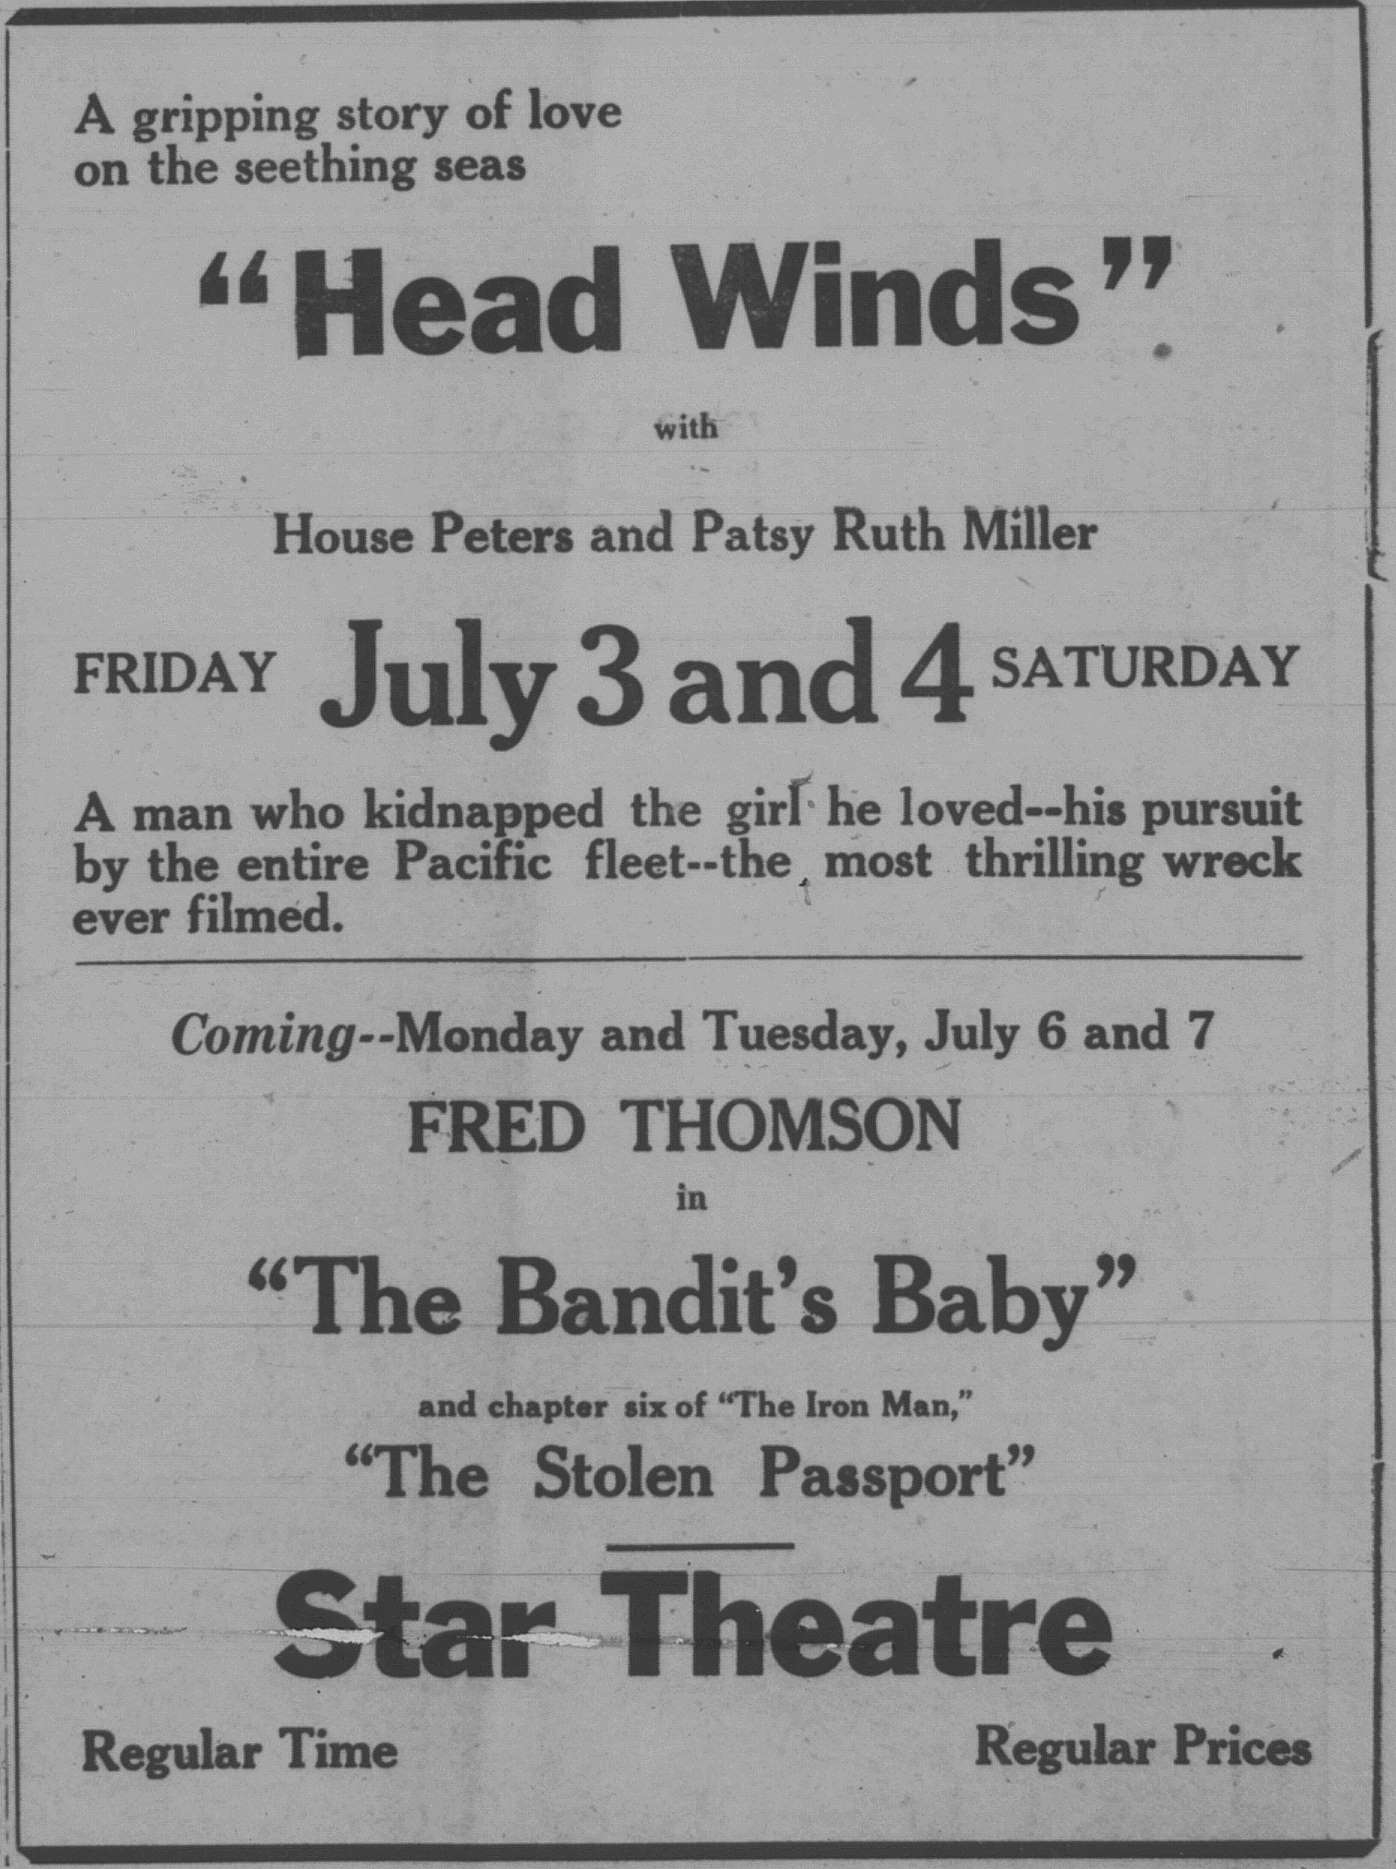 A gripping story of love
on the seething seas
“Head Winds”
with
House Peters and Patsy Ruth Miller
FRIDAY July 3 and 4 SATURDAY
A man who kidnapped the girl he loved--his pursuit
by the entire Pacific fleet--the most thrilling wreck
ever filmed.
Coming--Monday and Tuesday, July 6 and 7
FRED THOMSON
in
“The Bandit’s Baby”
and chapter six of “The Iron Man,”
“The Stolen Passport”
Star Theatre
Regular Time Regular Prices